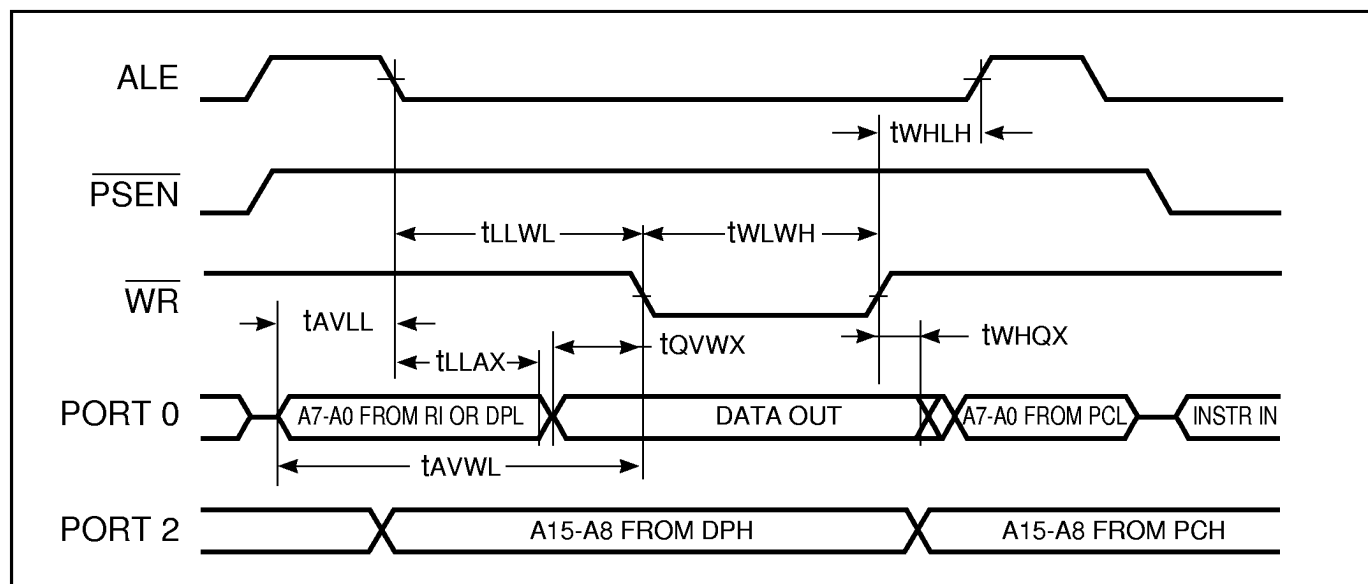 ALE
tWHLH
PSEN
tLLWL
tWLWH
WR
tAVLL
tLLAX
tQVWX
tWHQX
PORT 0
A7-A0 FROM RI OR DPL
DATA OUT
A7-A0 FROM PCL
INSTR IN
tAVWL
PORT 2
A15-A8 FROM DPH
A15-A8 FROM PCH